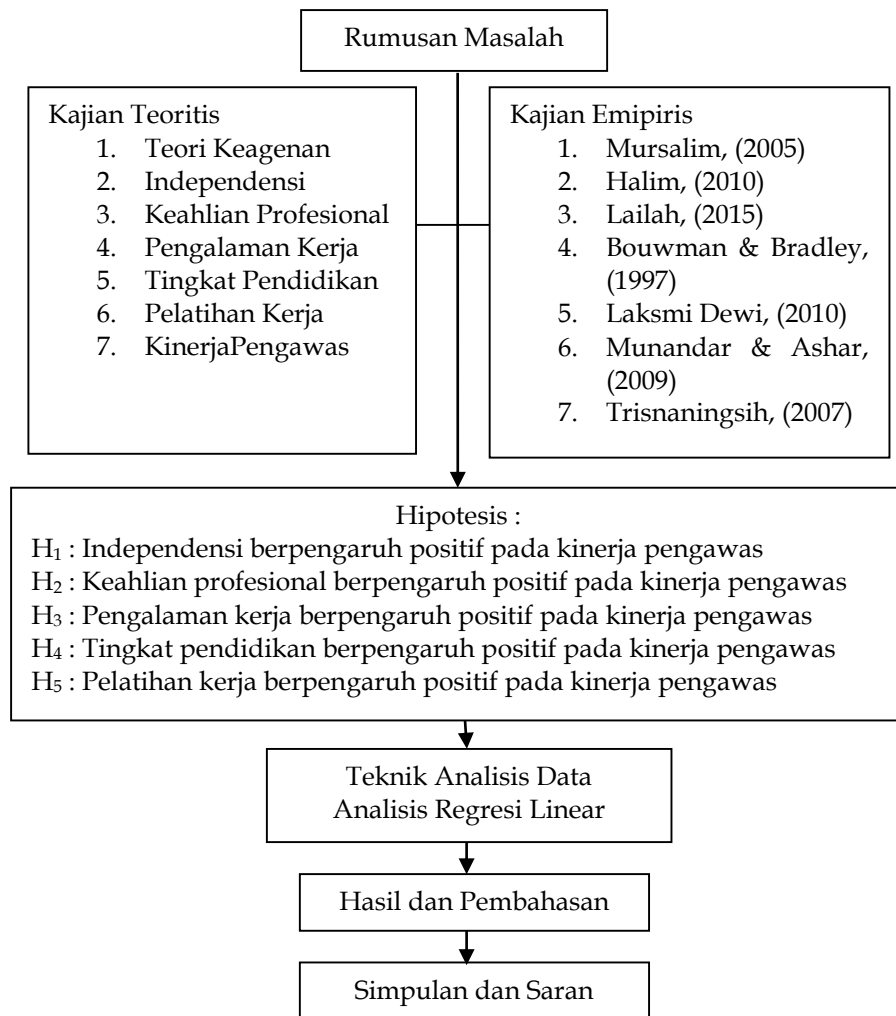 Rumusan Masalah
Kajian Teoritis
1. Teori Keagenan
2. Independensi
3. Keahlian Profesional
4. Pengalaman Kerja
5. Tingkat Pendidikan
6. Pelatihan Kerja
7. KinerjaPengawas
Kajian Emipiris
1. Mursalim, (2005)
2. Halim, (2010)
3. Lailah, (2015)
4. Bouwman & Bradley,
(1997)
5. Laksmi Dewi, (2010)
6. Munandar & Ashar,
(2009)
7. Trisnaningsih, (2007)
Hipotesis :
H₁ : Independensi berpengaruh positif pada kinerja pengawas
H₂ : Keahlian profesional berpengaruh positif pada kinerja pengawas
H₃ : Pengalaman kerja berpengaruh positif pada kinerja pengawas
H₄ : Tingkat pendidikan berpengaruh positif pada kinerja pengawas
H₅ : Pelatihan kerja berpengaruh positif pada kinerja pengawas
Teknik Analisis Data
Analisis Regresi Linear
Hasil dan Pembahasan
Simpulan dan Saran